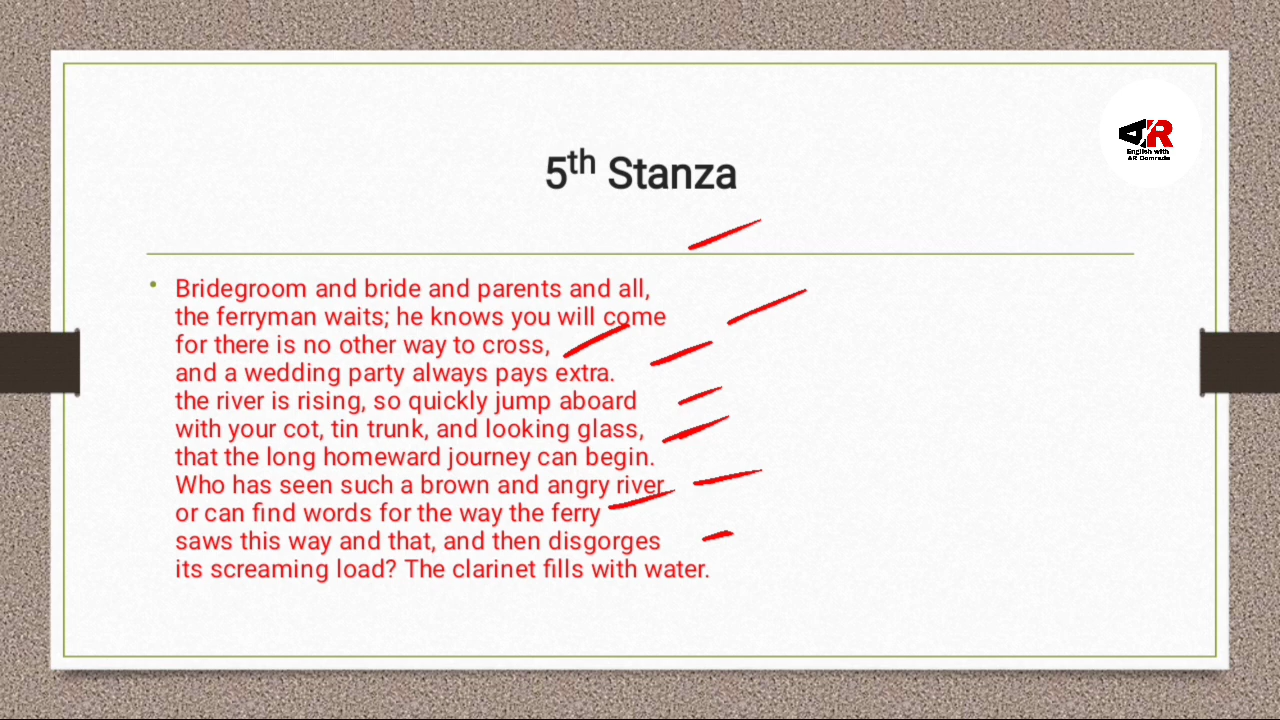 AR
English with
AR Comrade
5th Stanza
• Bridegroom and bride and parents and all,
the ferryman waits; he knows you will come
for there is no other way to cross,
and a wedding party always pays extra.
the river is rising, so quickly jump aboard
with your cot, tin trunk, and looking glass,
that the long homeward journey can begin.
Who has seen such a brown and angry river
or can find words for the way the ferry
saws this way and that, and then disgorges
its screaming load? The clarinet fills with water.